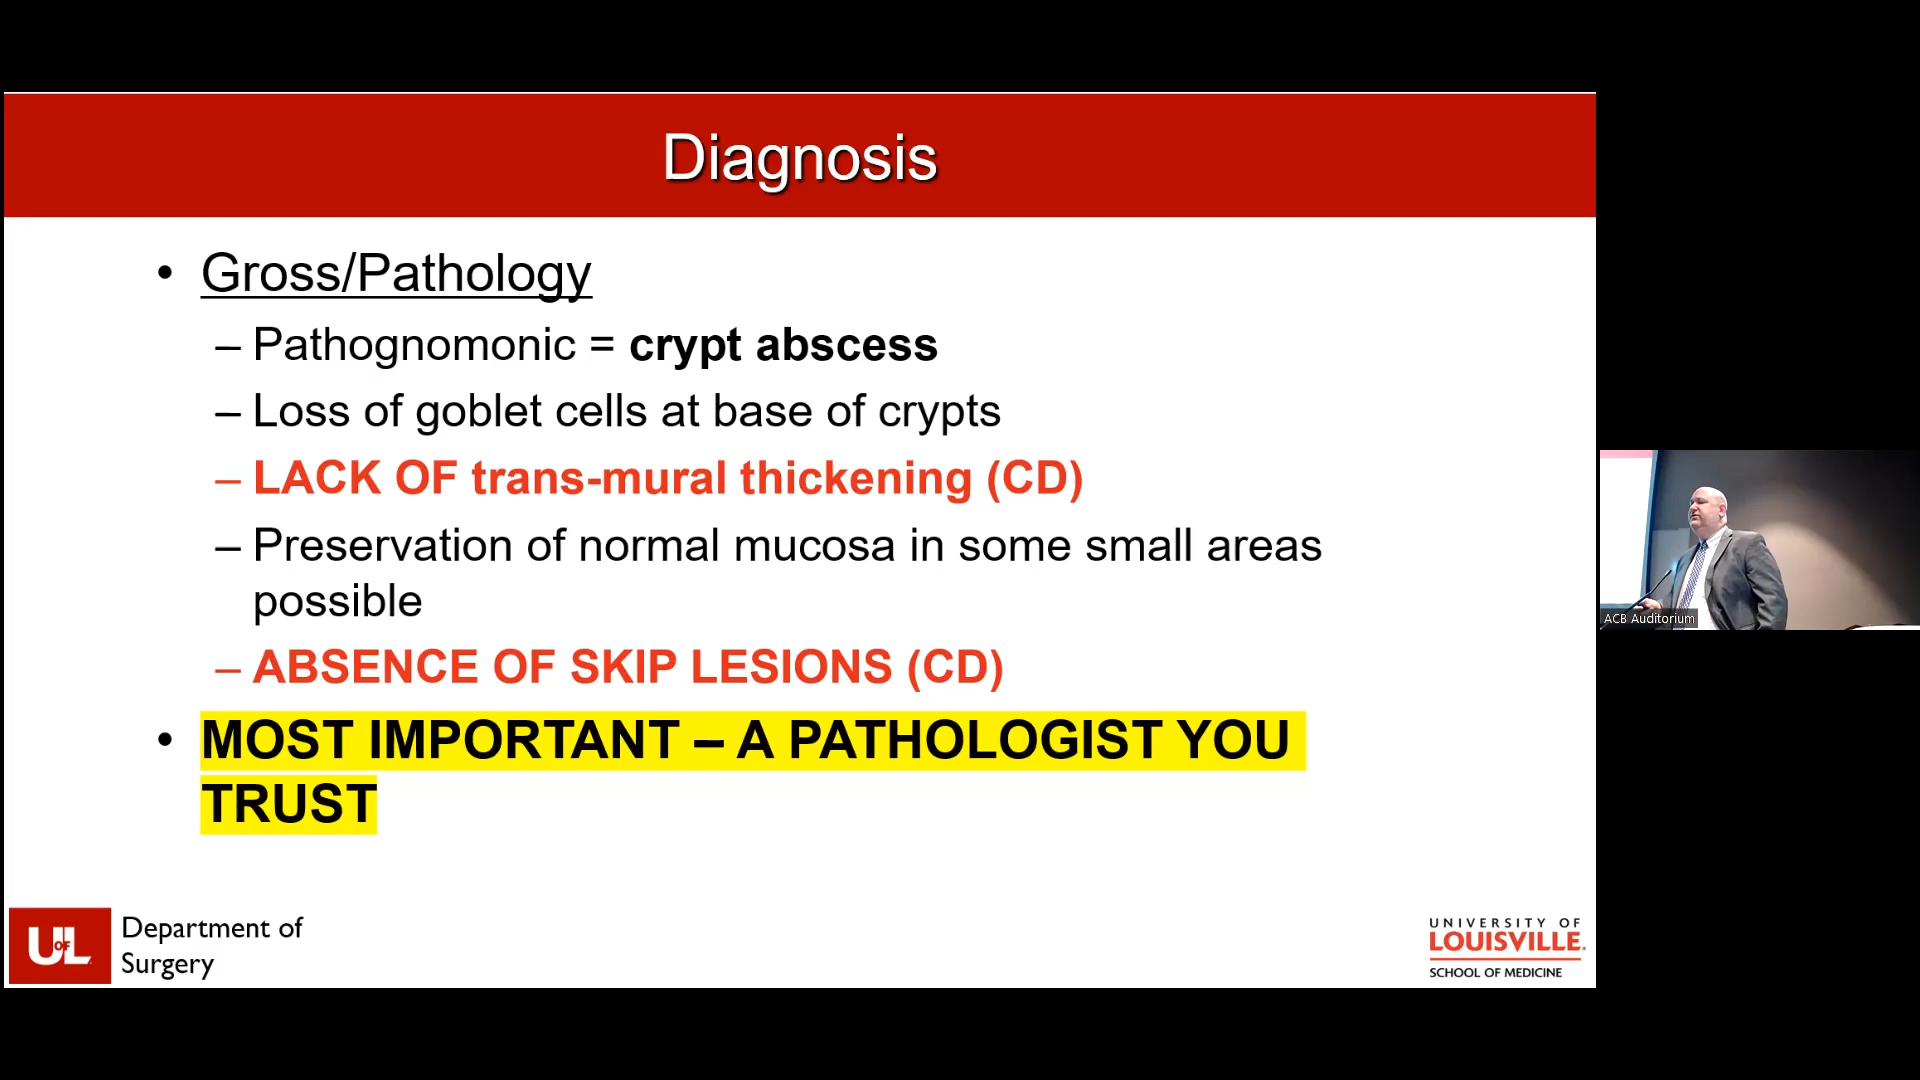 Diagnosis
• Gross/Pathology
– Pathognomonic = crypt abscess
– Loss of goblet cells at base of crypts
– LACK OF trans-mural thickening (CD)
– Preservation of normal mucosa in some small areas
possible
– ABSENCE OF SKIP LESIONS (CD)
• MOST IMPORTANT – A PATHOLOGIST YOU
TRUST
UL OF
Department of
Surgery
UNIVERSITY OF
LOUISVILLE.
SCHOOL OF MEDICINE
ACB Auditorium